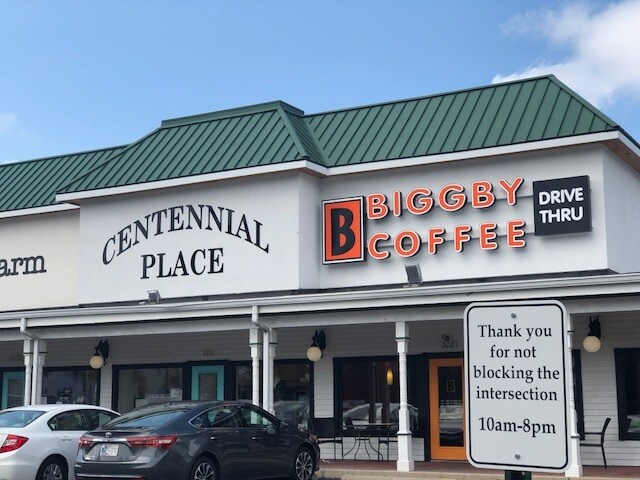 arm
CENTENNIAL
PLACE
B
BIGGBY
COFFEE
DRIVE
THRU
Thank you
for not
blocking the
intersection
10am-8pm